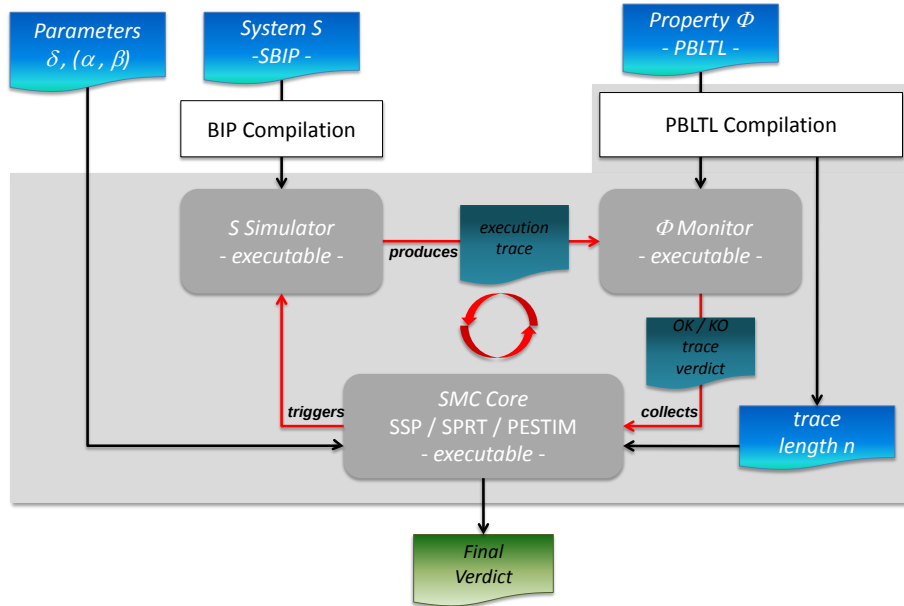 Parameters
δ, (α, β)
System S
-SBIP-
Property Φ
- PBLTL -
BIP Compilation
PBLTL Compilation
S Simulator
- executable -
produces
execution
trace
Φ Monitor
- executable -
OK / KO
trace
verdict
triggers
SMC Core
SSP / SPRT / PESTIM
- executable -
collects
trace
length n
Final
Verdict